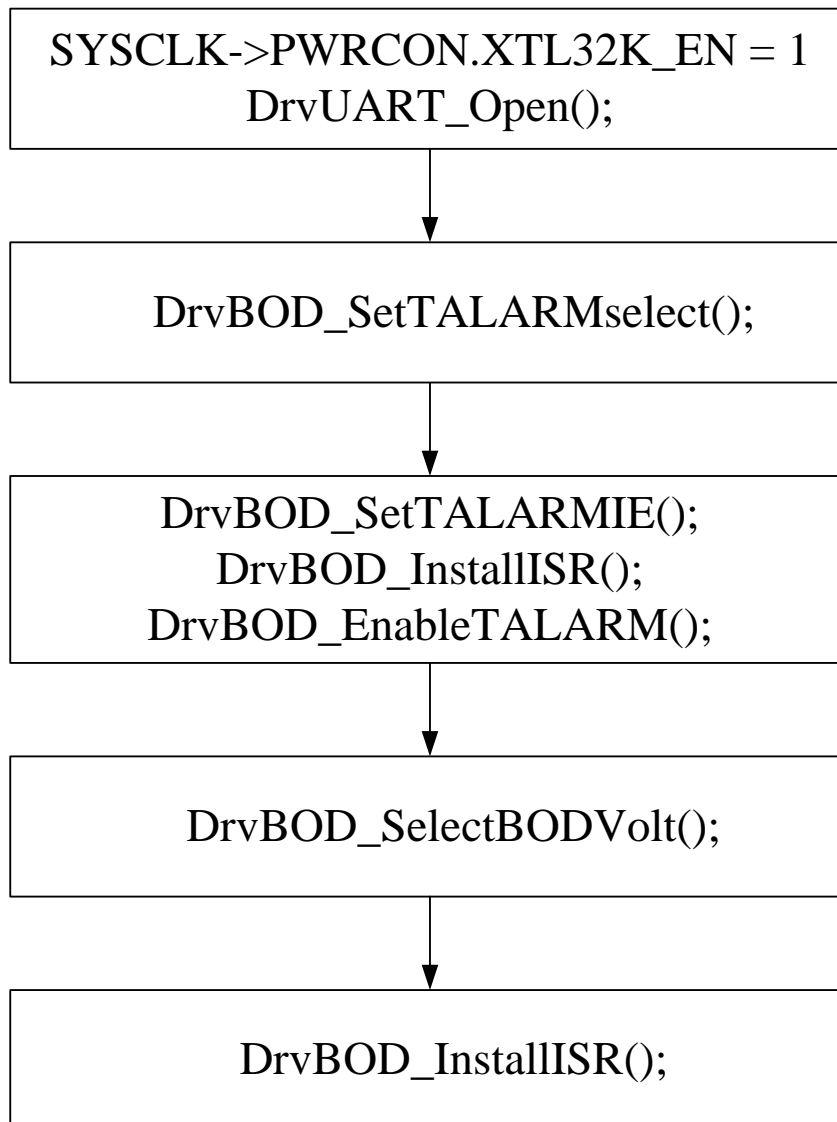 SYSCLK->PWRCON.XTL32K_EN = 1
DrvUART_Open();
DrvBOD_SetTALARMselect();
DrvBOD_SetTALARMIE();
DrvBOD_InstallISR();
DrvBOD_EnableTALARM();
DrvBOD_SelectBODVolt();
DrvBOD_InstallISR();